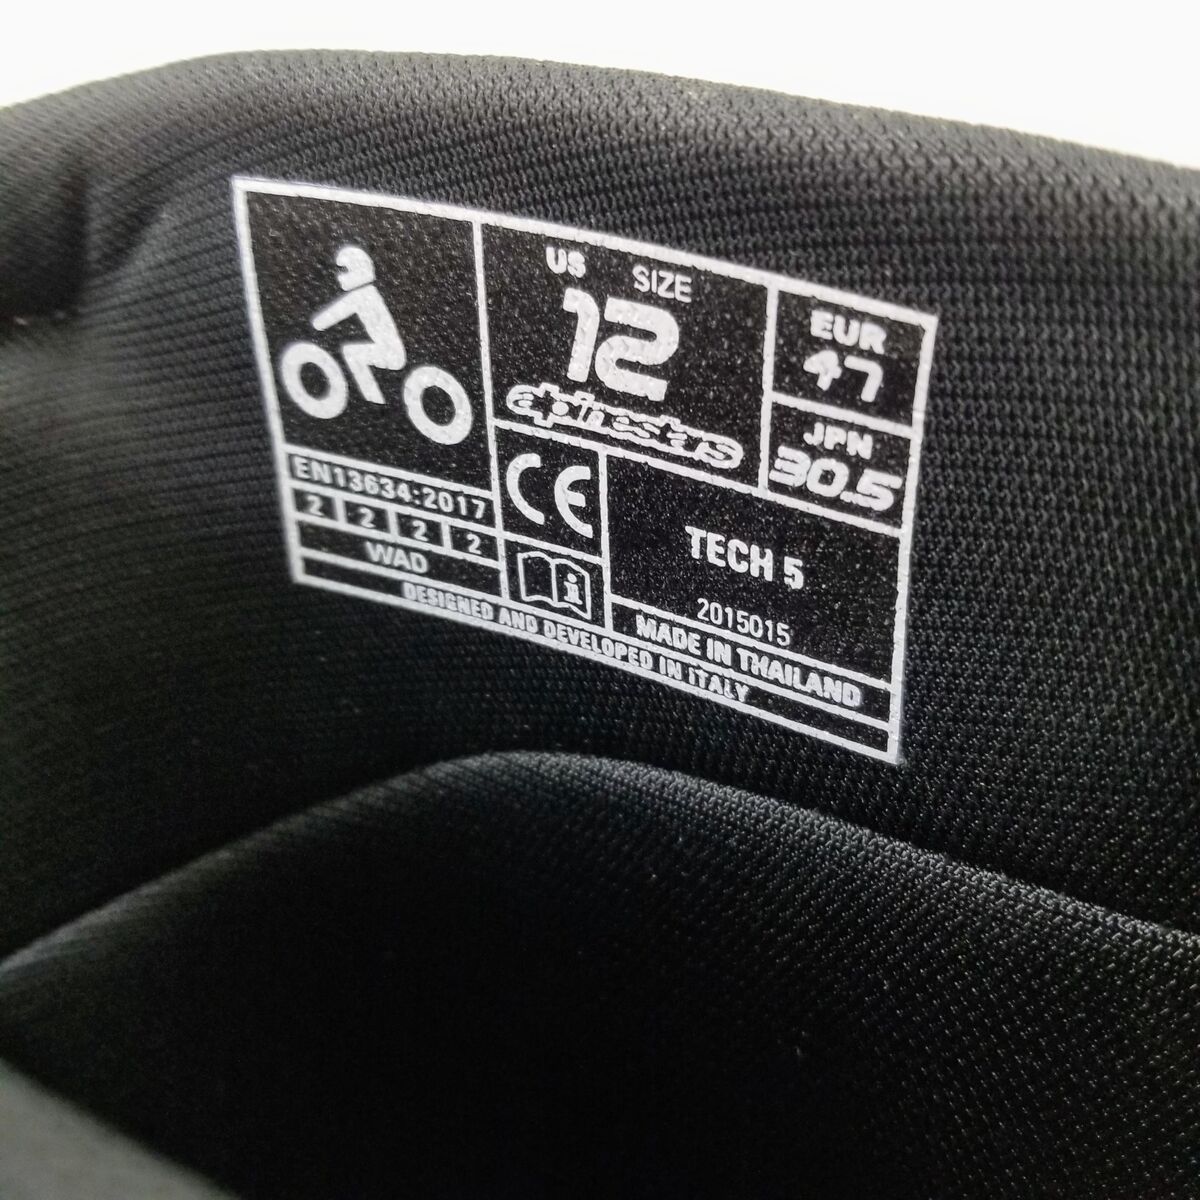 US SIZE
12
alpinestars
EUR
47
JPN
30.5
EN13634:2017
2 2 2 2
WAD
CE
i
TECH 5
2015015
MADE IN THAILAND
DESIGNED AND DEVELOPED IN ITALY